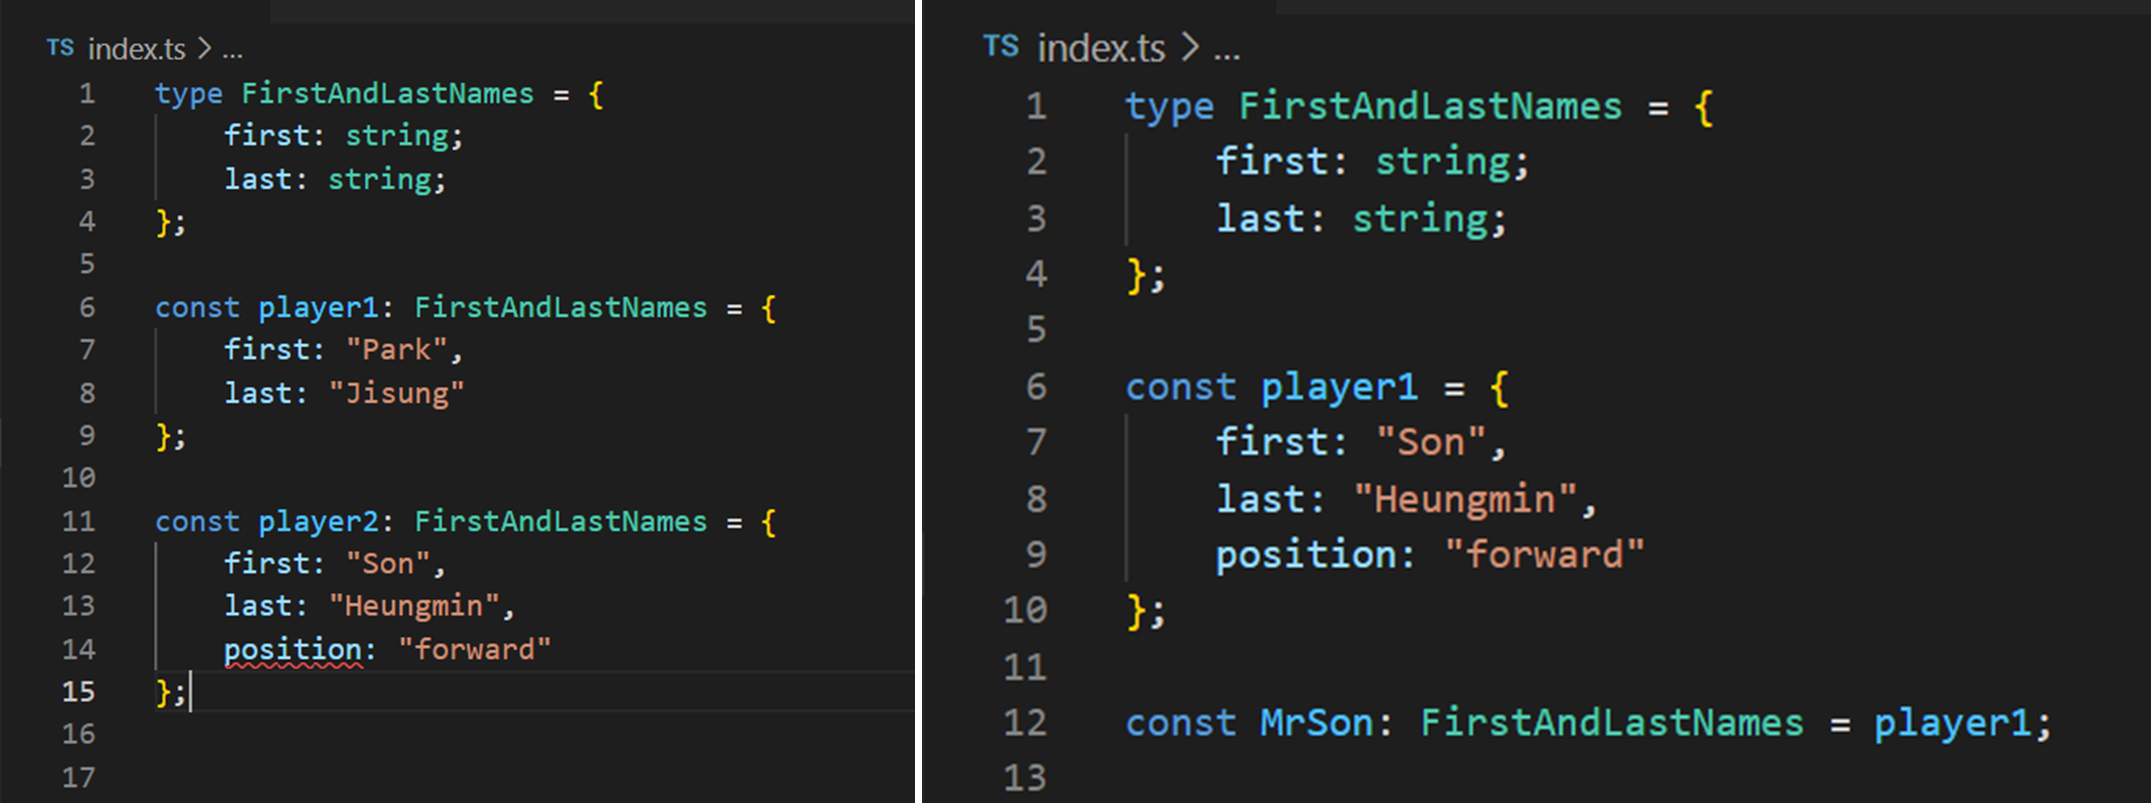 TS index.ts > ...
1 type FirstAndLastNames = {
2 first: string;
3 last: string;
4 };
5
6 const player1: FirstAndLastNames = {
7 first: "Park",
8 last: "Jisung"
9 };
10
11 const player2: FirstAndLastNames = {
12 first: "Son",
13 last: "Heungmin",
14 position: "forward"
15 };
16
17
TS index.ts > ...
1 type FirstAndLastNames = {
2 first: string;
3 last: string;
4 };
5
6 const player1 = {
7 first: "Son",
8 last: "Heungmin",
9 position: "forward"
10 };
11
12 const MrSon: FirstAndLastNames = player1;
13